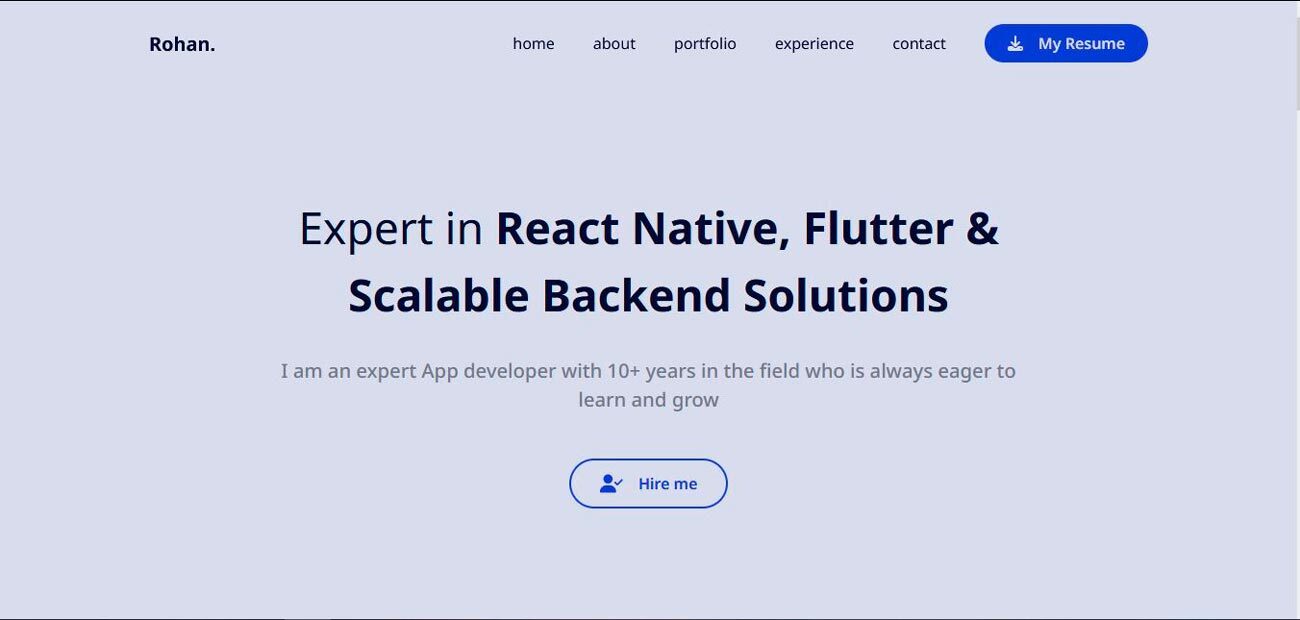 Rohan.
home about portfolio experience contact My Resume
Expert in React Native, Flutter &
Scalable Backend Solutions
I am an expert App developer with 10+ years in the field who is always eager to
learn and grow
Hire me